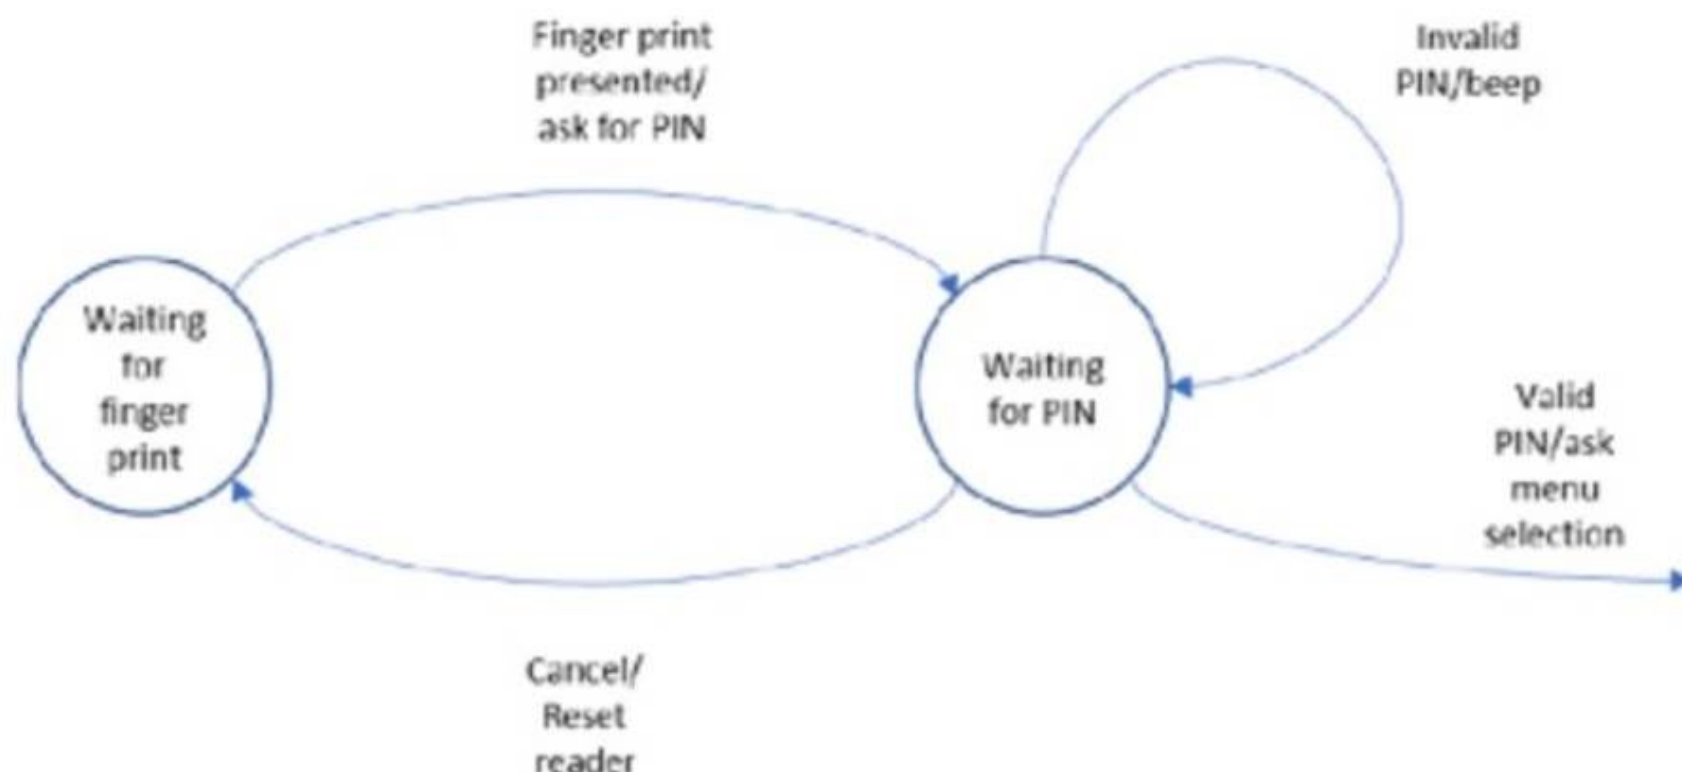 Finger print
presented/
ask for PIN
Invalid
PIN/beep
Waiting
for
finger
print
Waiting
for PIN
Valid
PIN/ask
menu
selection
Cancel/
Reset
reader